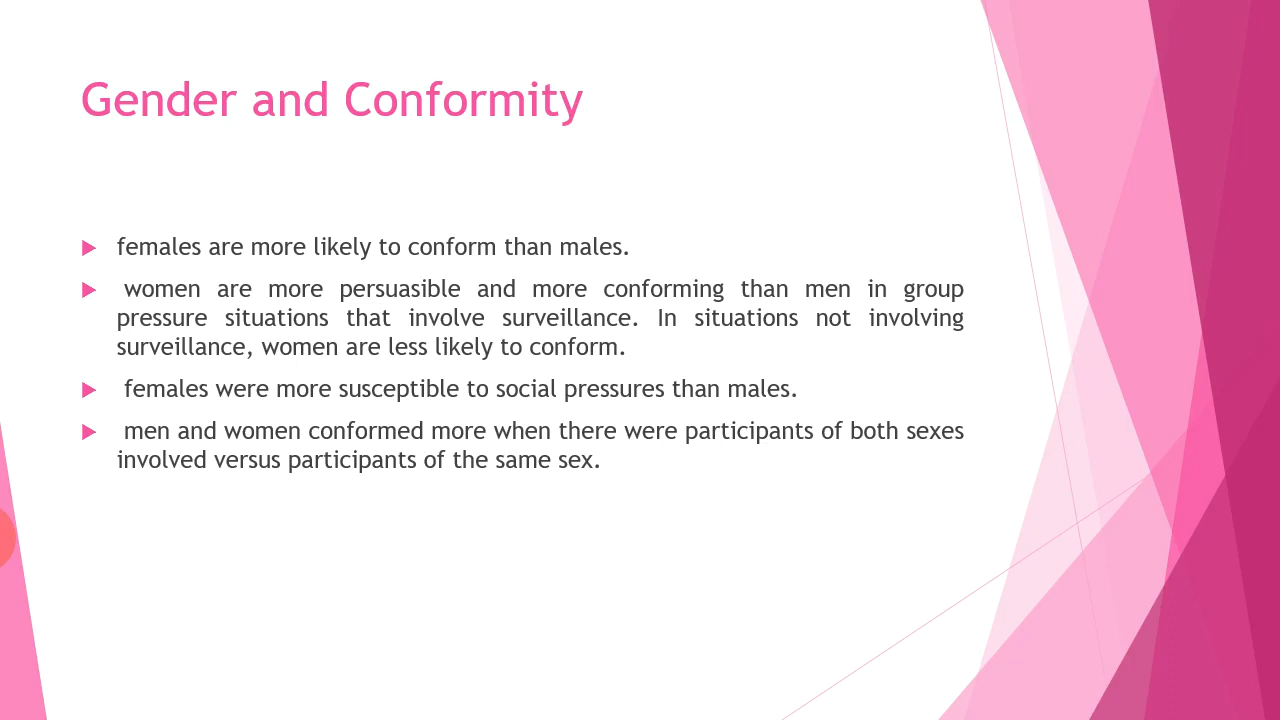 Gender and Conformity
females are more likely to conform than males.
women are more persuasible and more conforming than men in group
pressure situations that involve surveillance. In situations not involving
surveillance, women are less likely to conform.
females were more susceptible to social pressures than males.
men and women conformed more when there were participants of both sexes
involved versus participants of the same sex.